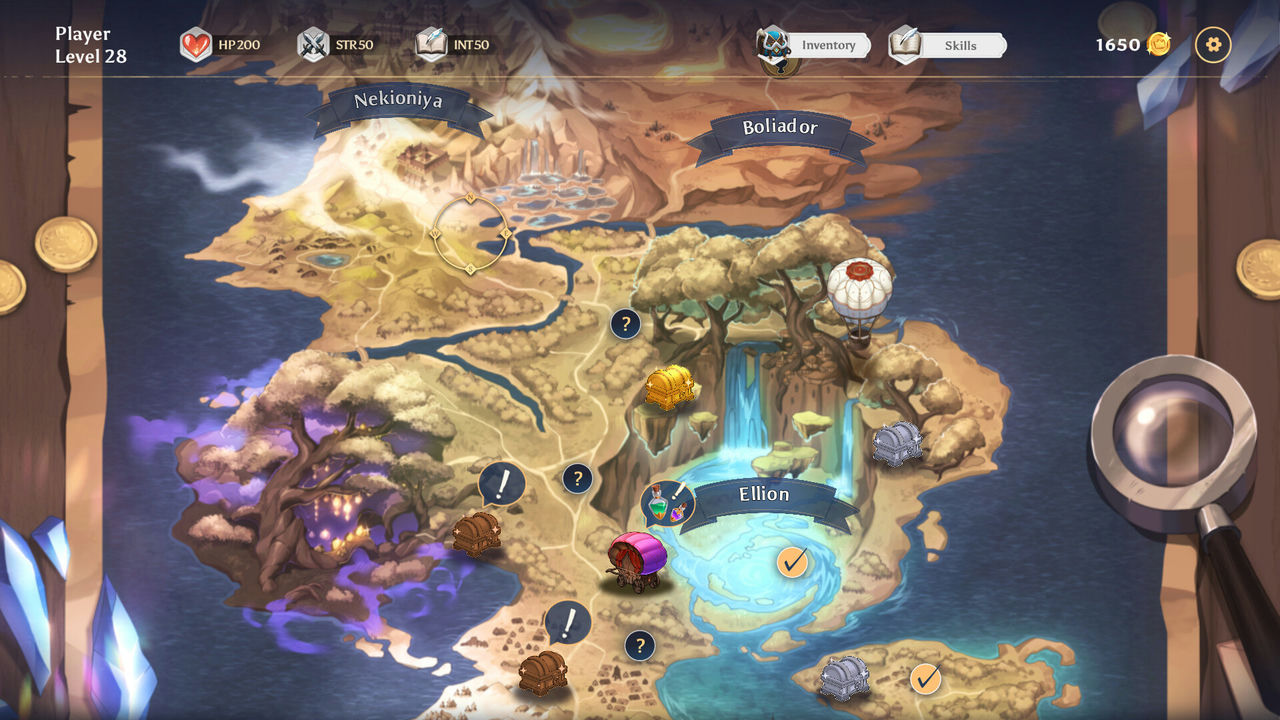 Player
Level 28
HP200
STR50
INT50
Inventory
Skills
1650
Nekioniya
Boliador
N
?
!
?
!
Ellion
!
?